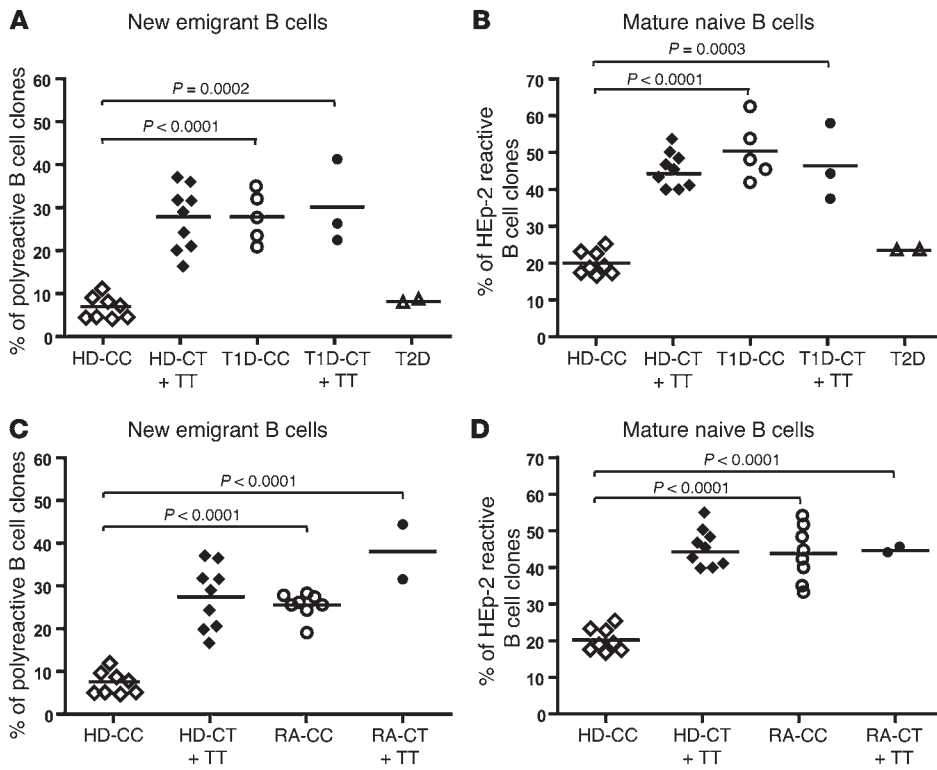 A New emigrant B cells
% of polyreactive B cell clones
60
50
40
30
20
10
0
P = 0.0002
P < 0.0001
HD-CC HD-CT T1D-CC T1D-CT T2D
+ TT + TT
B Mature naive B cells
% of HEp-2 reactive
B cell clones
70
60
50
40
30
20
10
0
P = 0.0003
P < 0.0001
HD-CC HD-CT T1D-CC T1D-CT T2D
+ TT + TT
C New emigrant B cells
% of polyreactive B cell clones
60
50
40
30
20
10
0
P < 0.0001
P < 0.0001
HD-CC HD-CT RA-CC RA-CT
+ TT + TT
D Mature naive B cells
% of HEp-2 reactive
B cell clones
70
60
50
40
30
20
10
0
P < 0.0001
P < 0.0001
HD-CC HD-CT RA-CC RA-CT
+ TT + TT